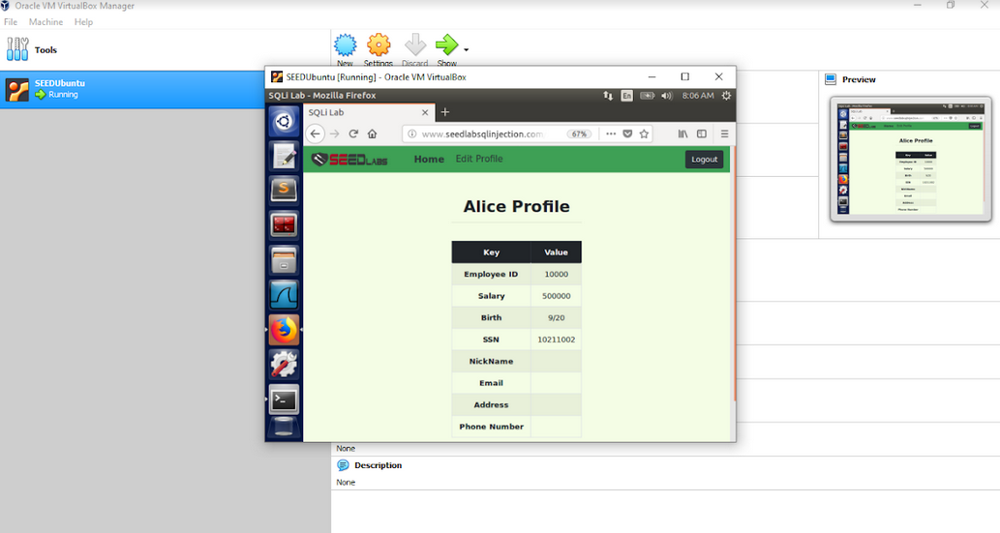 Oracle VM VirtualBox Manager
File Machine Help
Tools
New Settings Discard Show
SEEDUbuntu
Running
Preview
SEEDUbuntu [Running] - Oracle VM VirtualBox
SQLi Lab - Mozilla Firefox
En
8:06 AM
SQLi Lab
www.seedlabsqlinjection.com
67%
SEEDLABS
Home Edit Profile
Logout
Alice Profile
Key Value
Employee ID 10000
Salary 500000
Birth 9/20
SSN 10211002
NickName
Email
Address
Phone Number
None
Description
None